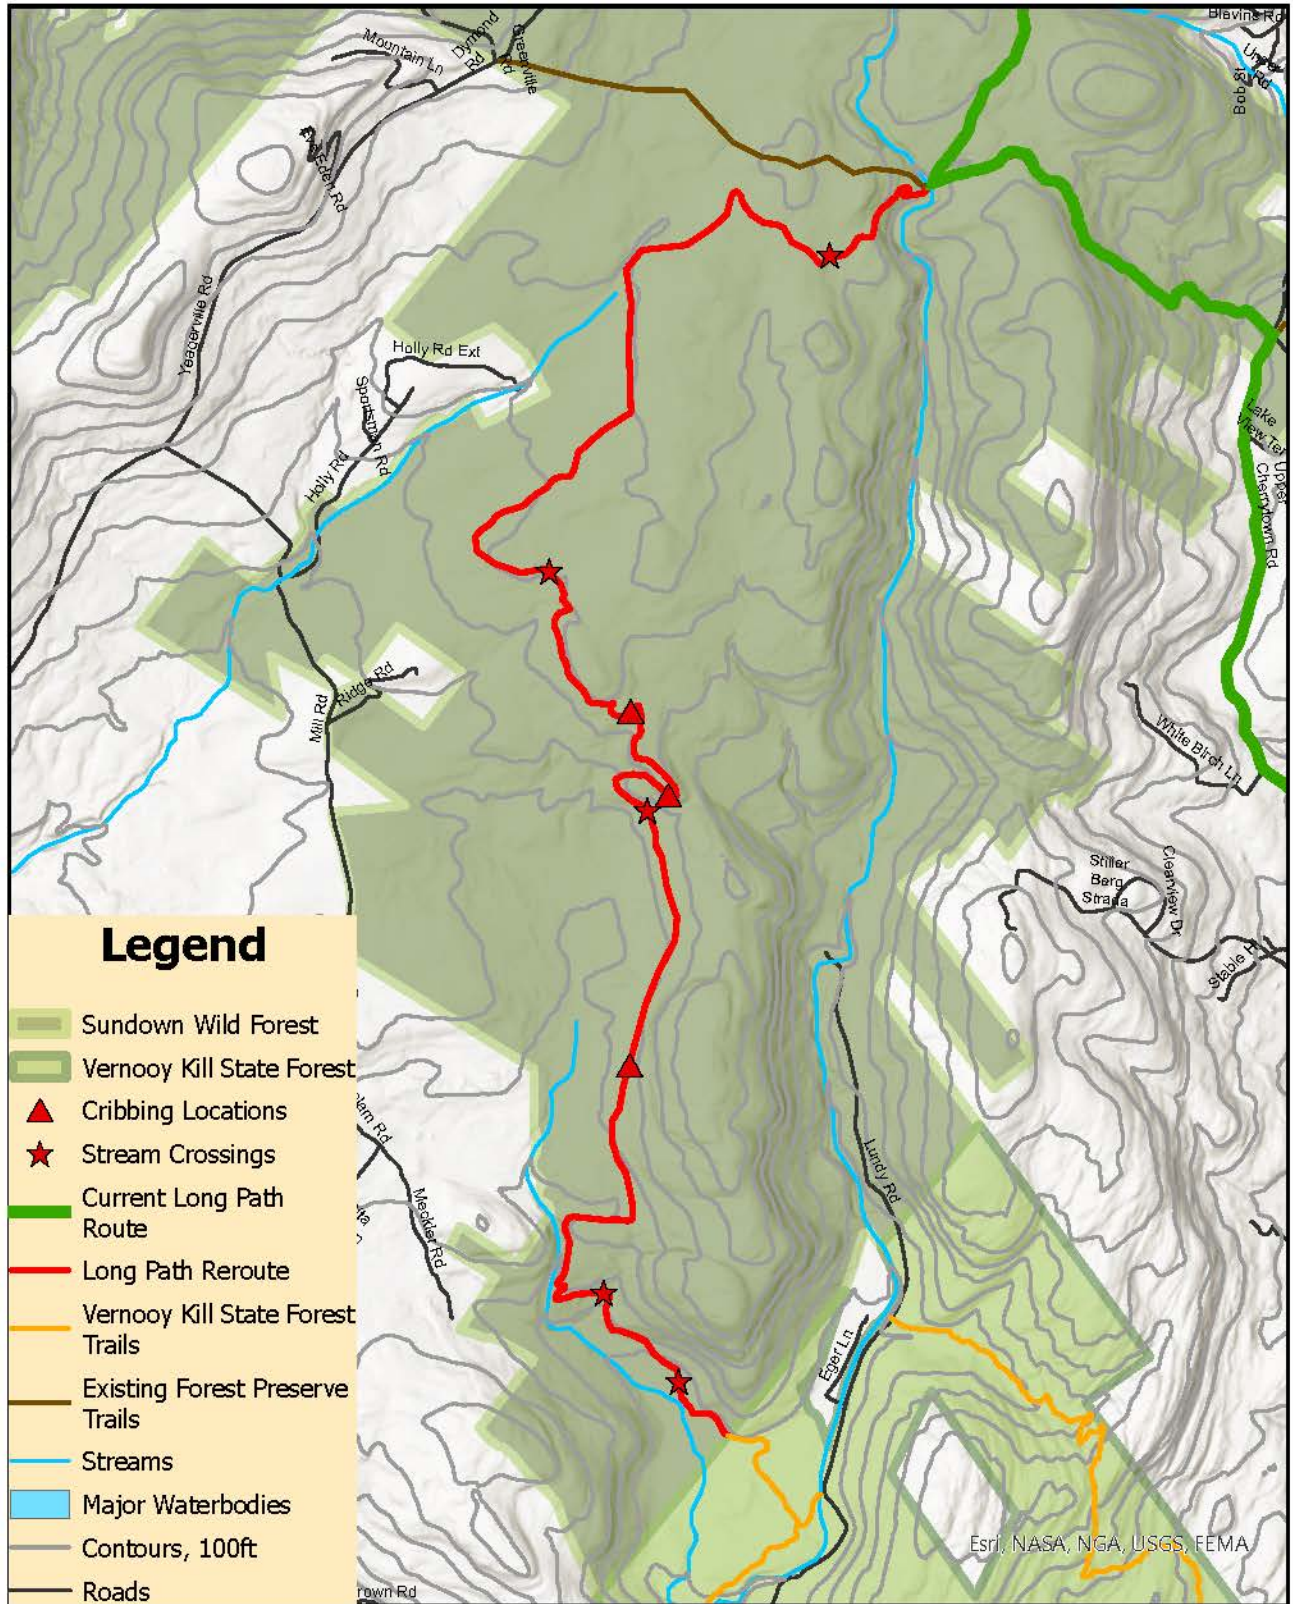 Blavins Rd
Mountain Ln
Dymond
Rd
Greenville
Rd
Bob St
Rd
Eden Rd
Yeagerville Rd
Holly Rd Ext
Sportsman Rd
Holly Rd
Lake
View Ter
Upper
Cherrytown Rd
Ridge Rd
Mill Rd
White Birch Ln
Stiller
Berg
Strada
Clearview Dr
Stable H
Legend
Sundown Wild Forest
Vernooy Kill State Forest
Cribbing Locations
Stream Crossings
Current Long Path
Route
Long Path Reroute
Vernooy Kill State Forest
Trails
Existing Forest Preserve
Trails
Streams
Major Waterbodies
Contours, 100ft
Roads
Meckler Rd
Lundy Rd
Eger Ln
Esri, NASA, NGA, USGS, FEMA
rown Rd